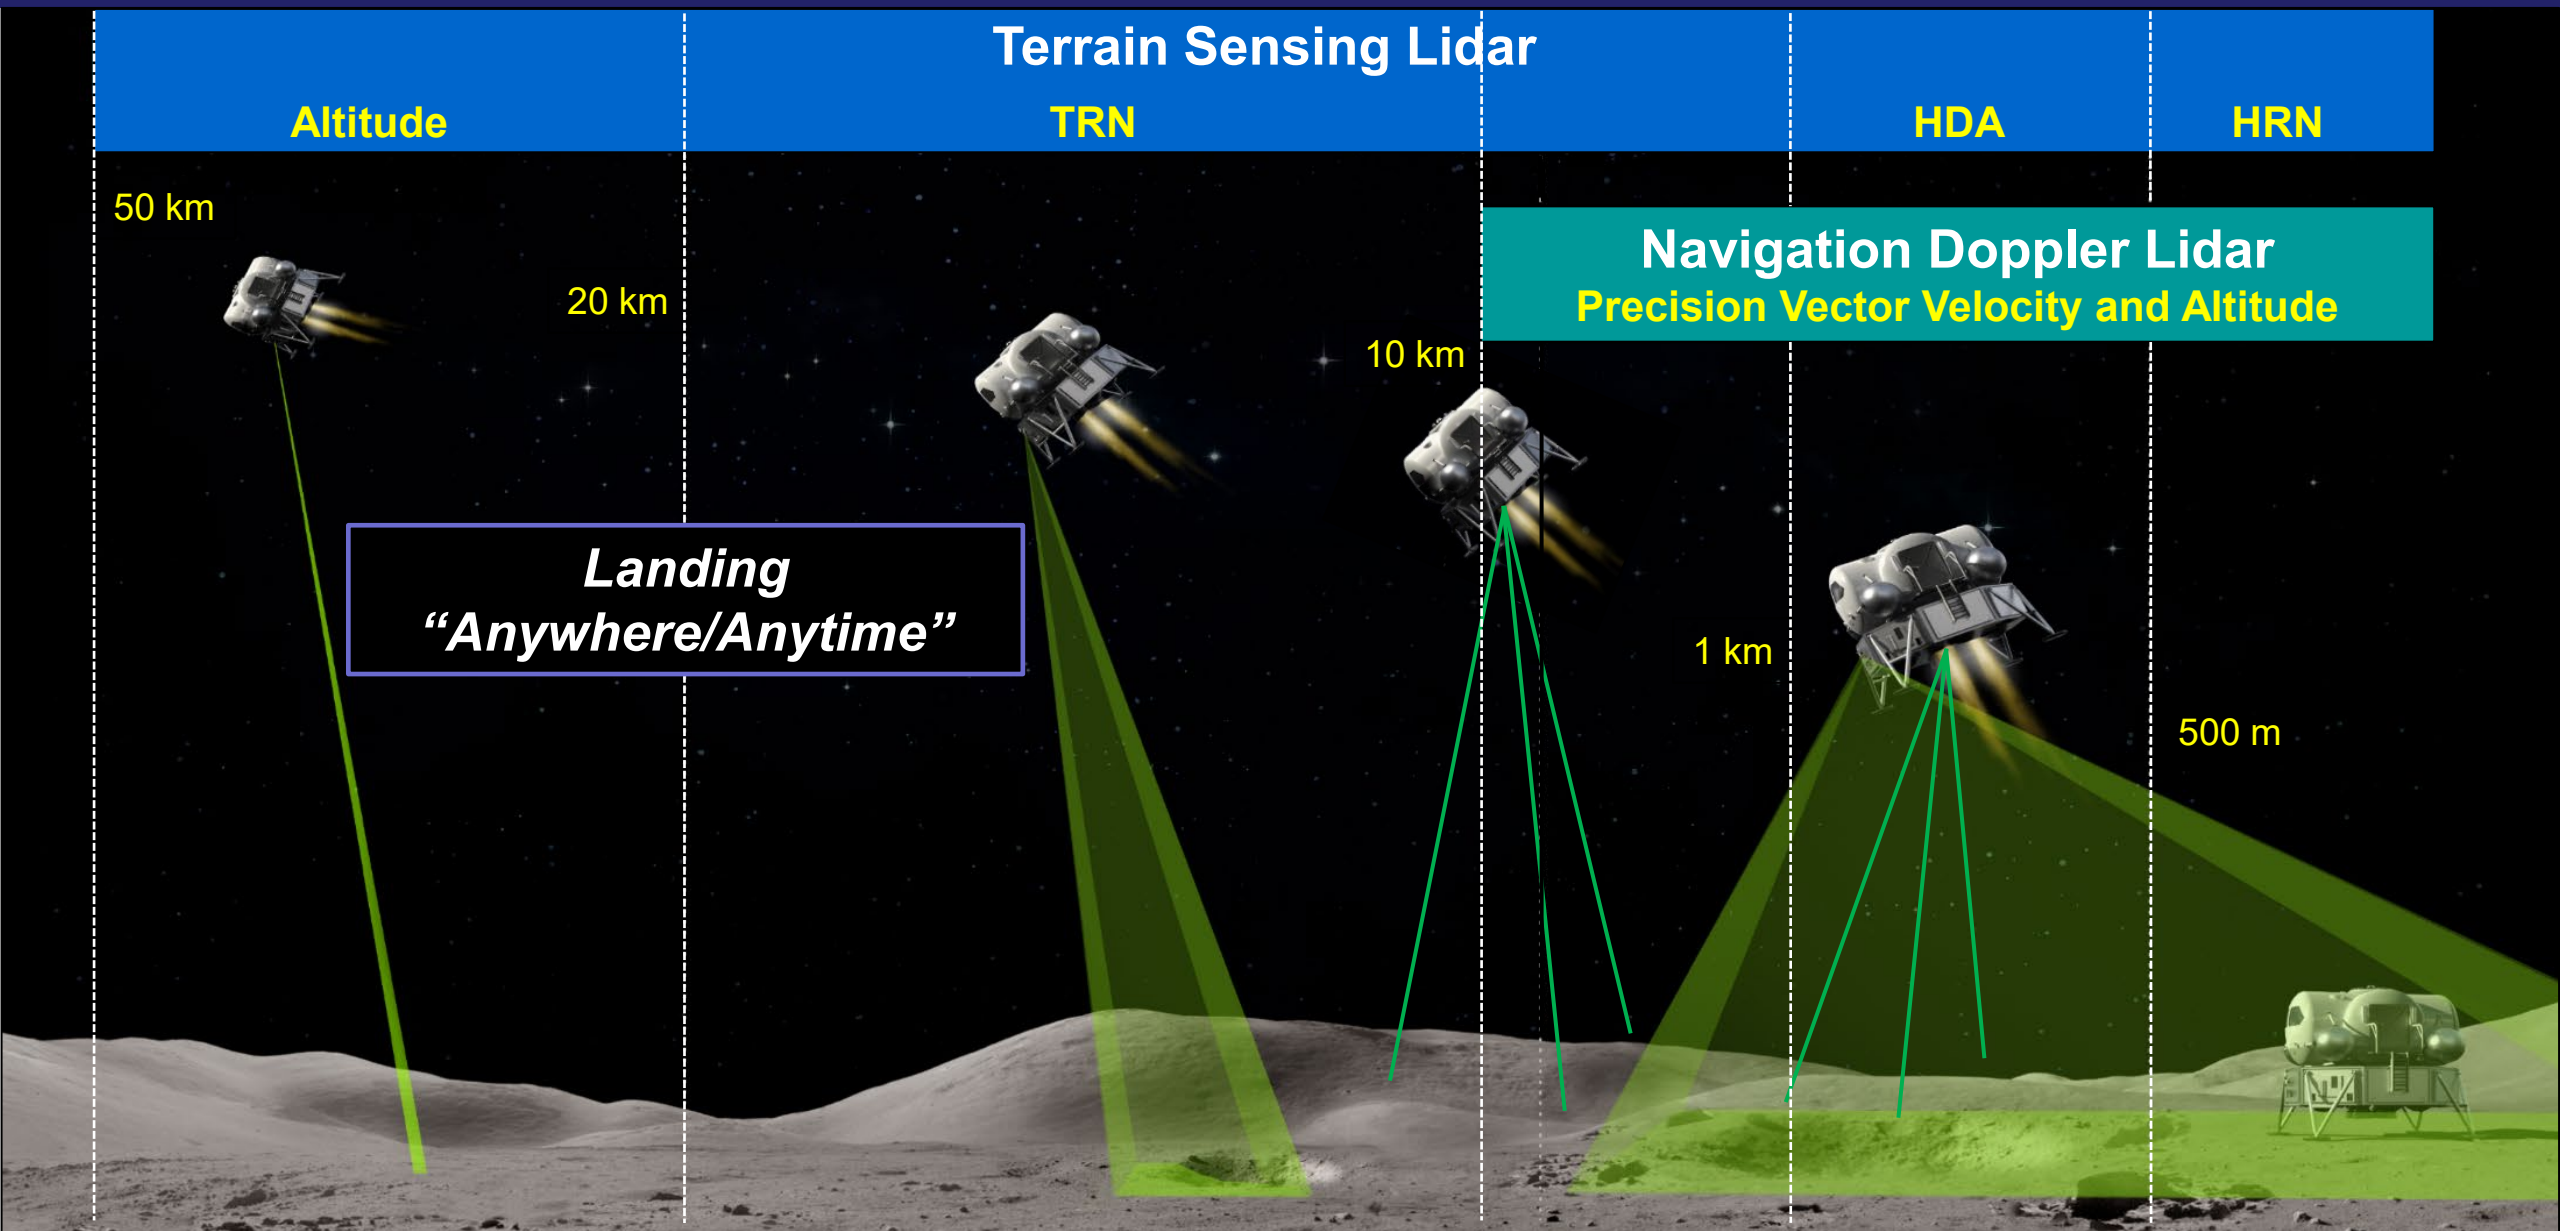 Terrain Sensing Lidar
Altitude
TRN
HDA
HRN
50 km
Navigation Doppler Lidar
Precision Vector Velocity and Altitude
20 km
10 km
Landing
“Anywhere/Anytime”
1 km
500 m